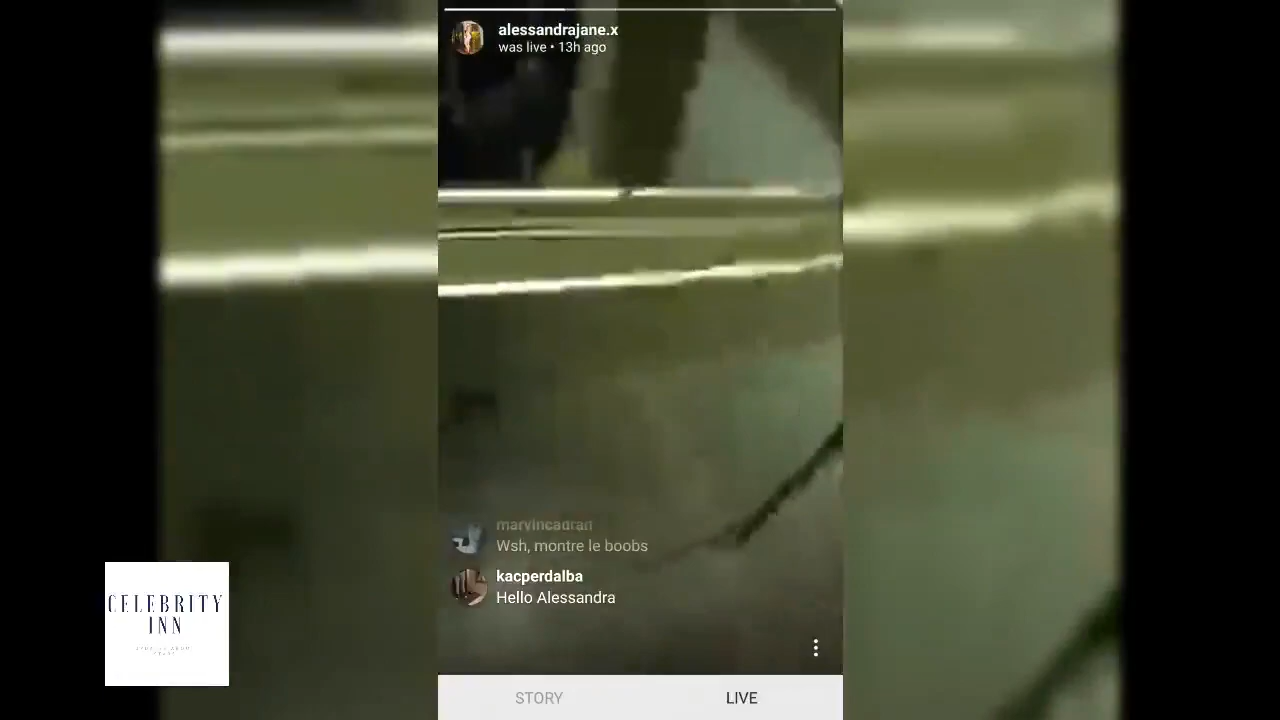 alessandrajane.x
was live • 13h ago
marvincadran
Wsh, montre le boobs
kacperdalba
Hello Alessandra
CELEBRITY
INN
STORY
LIVE